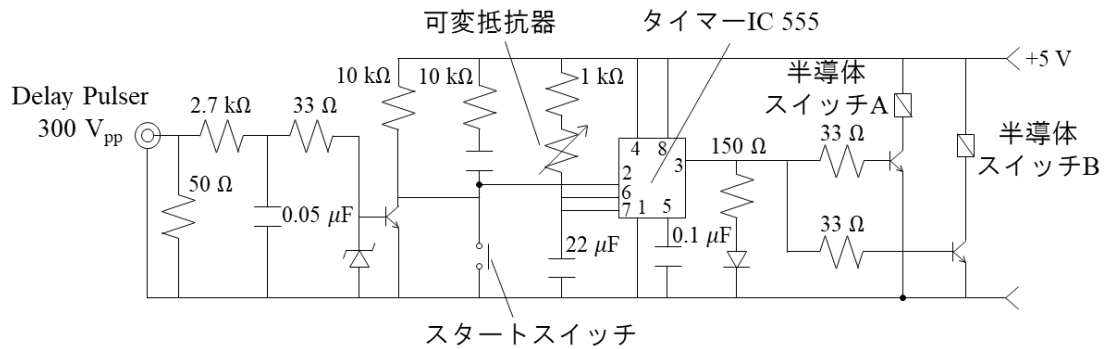 可変抵抗器
タイマーIC 555
+5 V
10 kΩ
10 kΩ
1 kΩ
半導体
スイッチA
Delay Pulser
300 Vpp
2.7 kΩ
33 Ω
4 8
3
150 Ω
33 Ω
半導体
スイッチB
2
6
7 1 5
50 Ω
0.05 μF
22 μF
0.1 μF
33 Ω
スタートスイッチ